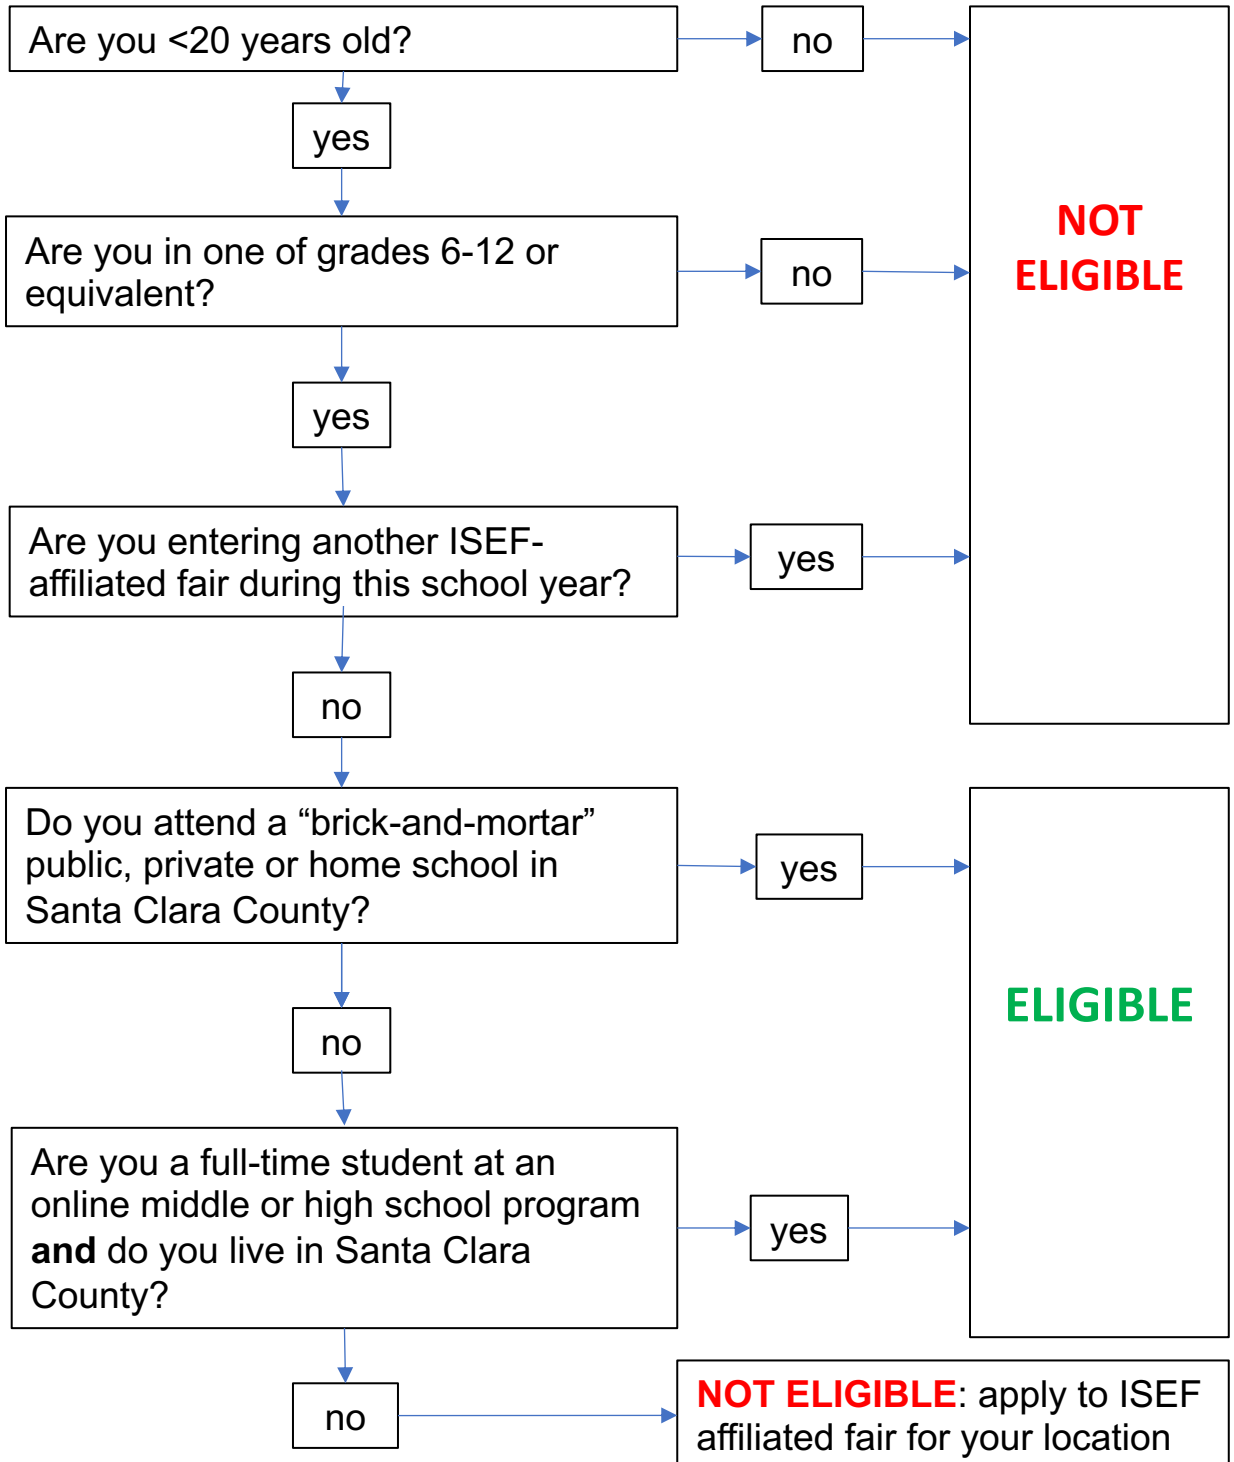 Are you <20 years old?
no
yes
NOT
ELIGIBLE
Are you in one of grades 6-12 or
equivalent?
no
yes
Are you entering another ISEF-
affiliated fair during this school year?
yes
no
Do you attend a “brick-and-mortar”
public, private or home school in
Santa Clara County?
yes
ELIGIBLE
no
Are you a full-time student at an
online middle or high school program
and do you live in Santa Clara
County?
yes
no
NOT ELIGIBLE: apply to ISEF
affiliated fair for your location